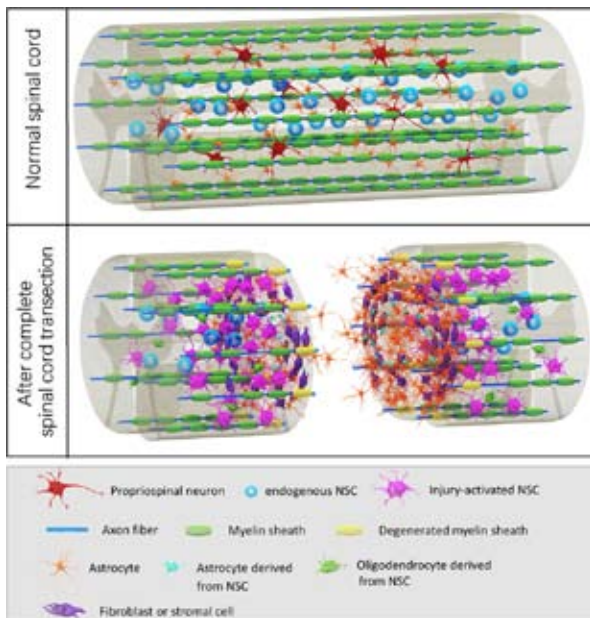 Normal spinal cord
After complete
spinal cord transection
Propriospinal neuron
endogenous NSC
Injury-activated NSC
Axon fiber
Myelin sheath
Degenerated myelin sheath
Astrocyte
Astrocyte derived
from NSC
Oligodendrocyte derived
from NSC
Fibroblast or stromal cell